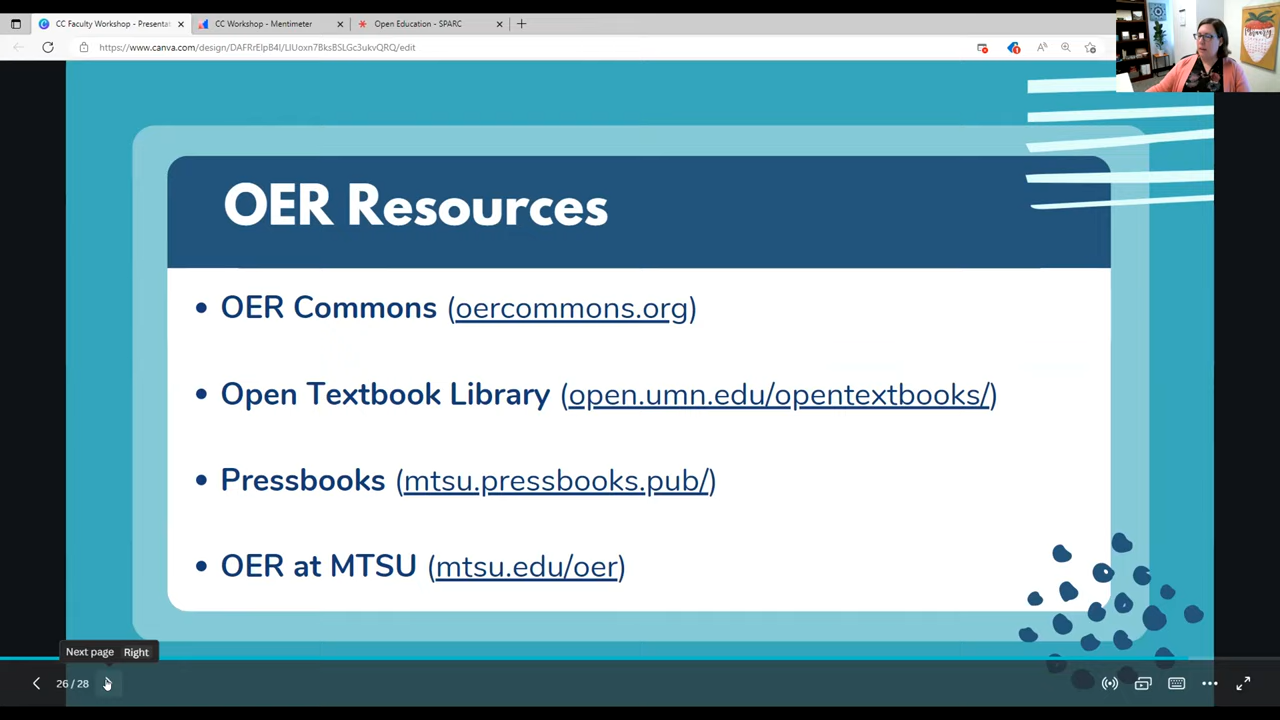 CC Faculty Workshop - Presentat
CC Workshop - Mentimeter
Open Education - SPARC
https://www.canva.com/design/DAFRrElpB4I/LIUoxn7BksBSLGc3ukvQRQ/edit
OER Resources
• OER Commons (oercommons.org)
• Open Textbook Library (open.umn.edu/opentextbooks/)
• Pressbooks (mtsu.pressbooks.pub/)
• OER at MTSU (mtsu.edu/oer)
Next page Right
26 / 28